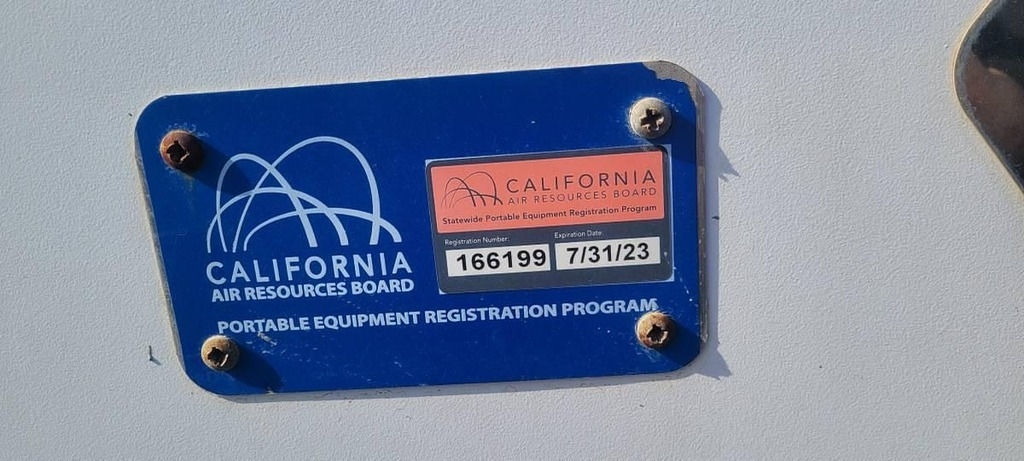 CALIFORNIA
AIR RESOURCES BOARD
PORTABLE EQUIPMENT REGISTRATION PROGRAM
CALIFORNIA
AIR RESOURCES BOARD
Statewide Portable Equipment Registration Program
Registration Number: Expiration Date:
166199 7/31/23